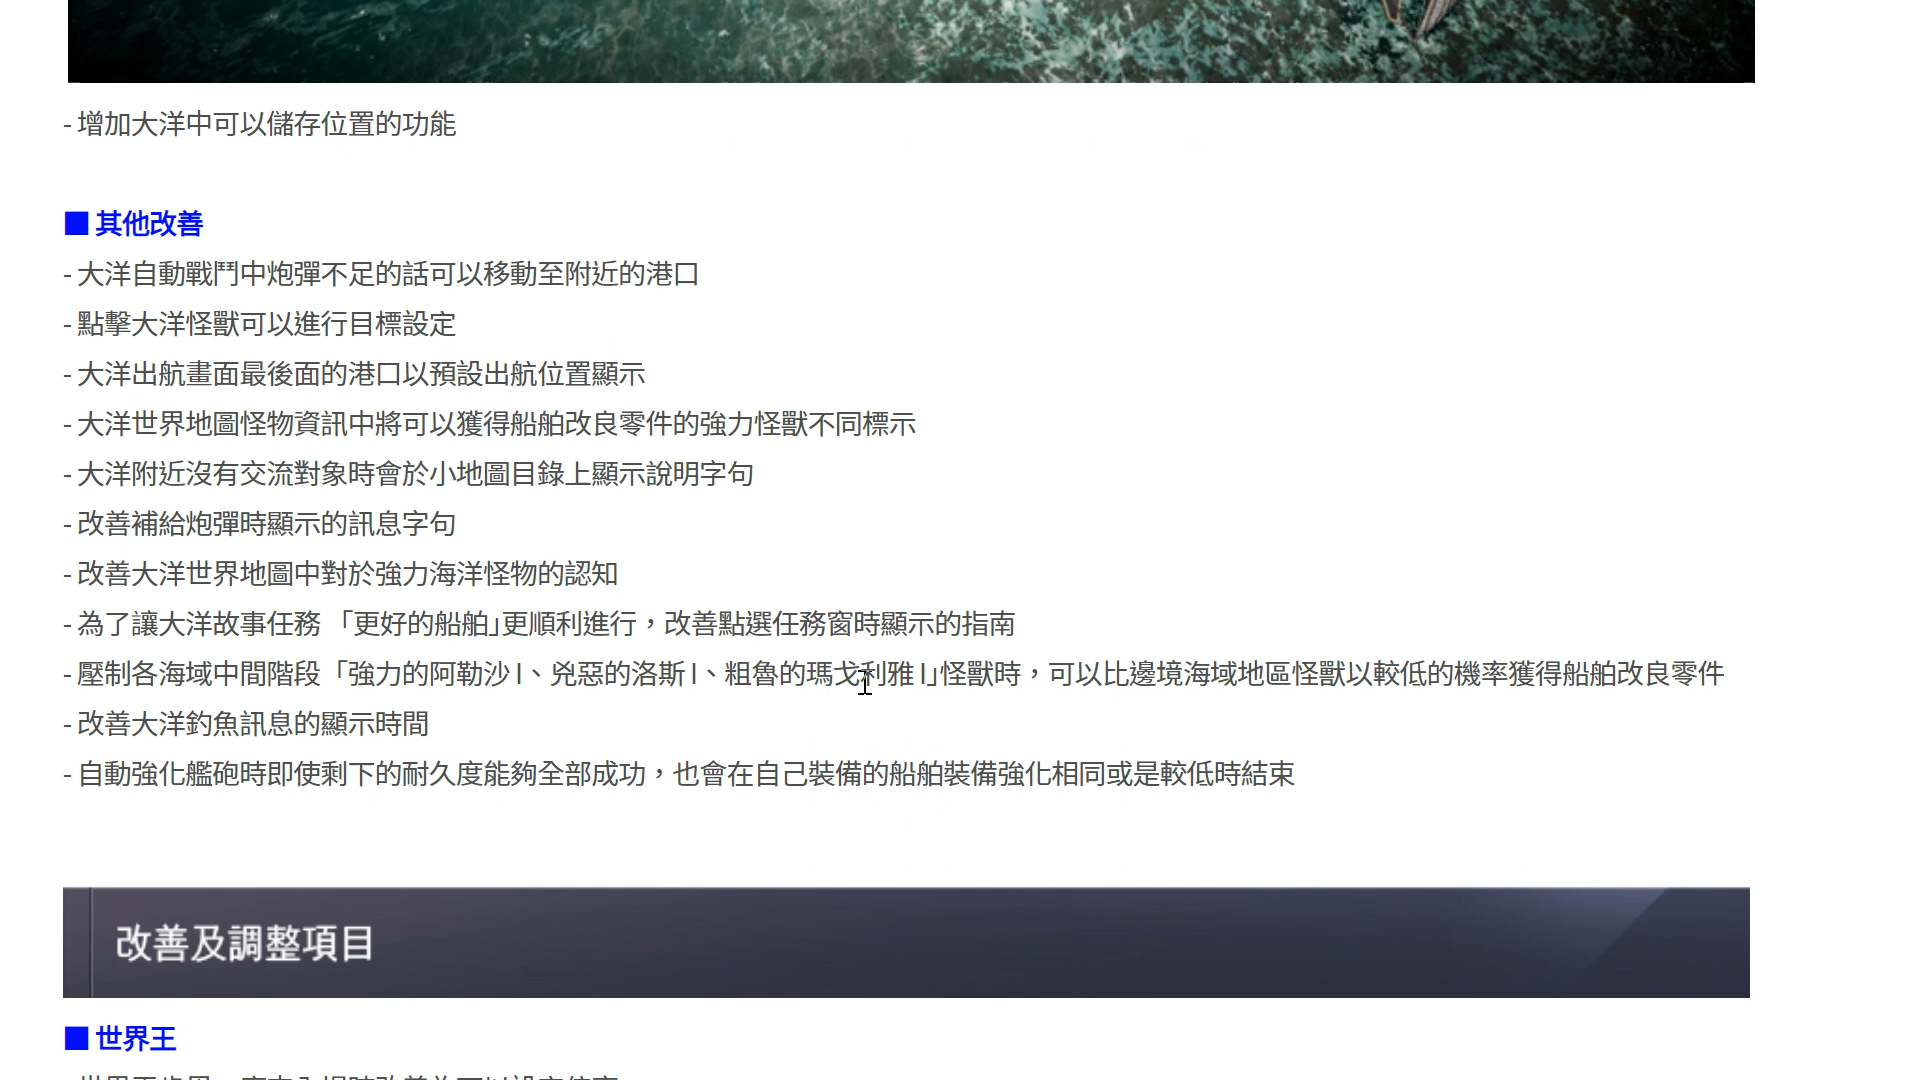 - 增加大洋中可以儲存位置的功能
■ 其他改善
- 大洋自動戰鬥中炮彈不足的話可以移動至附近的港口
- 點擊大洋怪獸可以進行目標設定
- 大洋出航畫面最後面的港口以預設出航位置顯示
- 大洋世界地圖怪物資訊中將可以獲得船舶改良零件的強力怪獸不同標示
- 大洋附近沒有交流對象時會於小地圖目錄上顯示說明字句
- 改善補給炮彈時顯示的訊息字句
- 改善大洋世界地圖中對於強力海洋怪物的認知
- 為了讓大洋故事任務 「更好的船舶」更順利進行，改善點選任務窗時顯示的指南
- 壓制各海域中間階段「強力的阿勒沙 I、兇惡的洛斯 I、粗魯的瑪戈利雅 I」怪獸時，可以比邊境海域地區怪獸以較低的機率獲得船舶改良零件
- 改善大洋釣魚訊息的顯示時間
- 自動強化艦砲時即使剩下的耐久度能夠全部成功，也會在自己裝備的船舶裝備強化相同或是較低時結束
改善及調整項目
■ 世界王